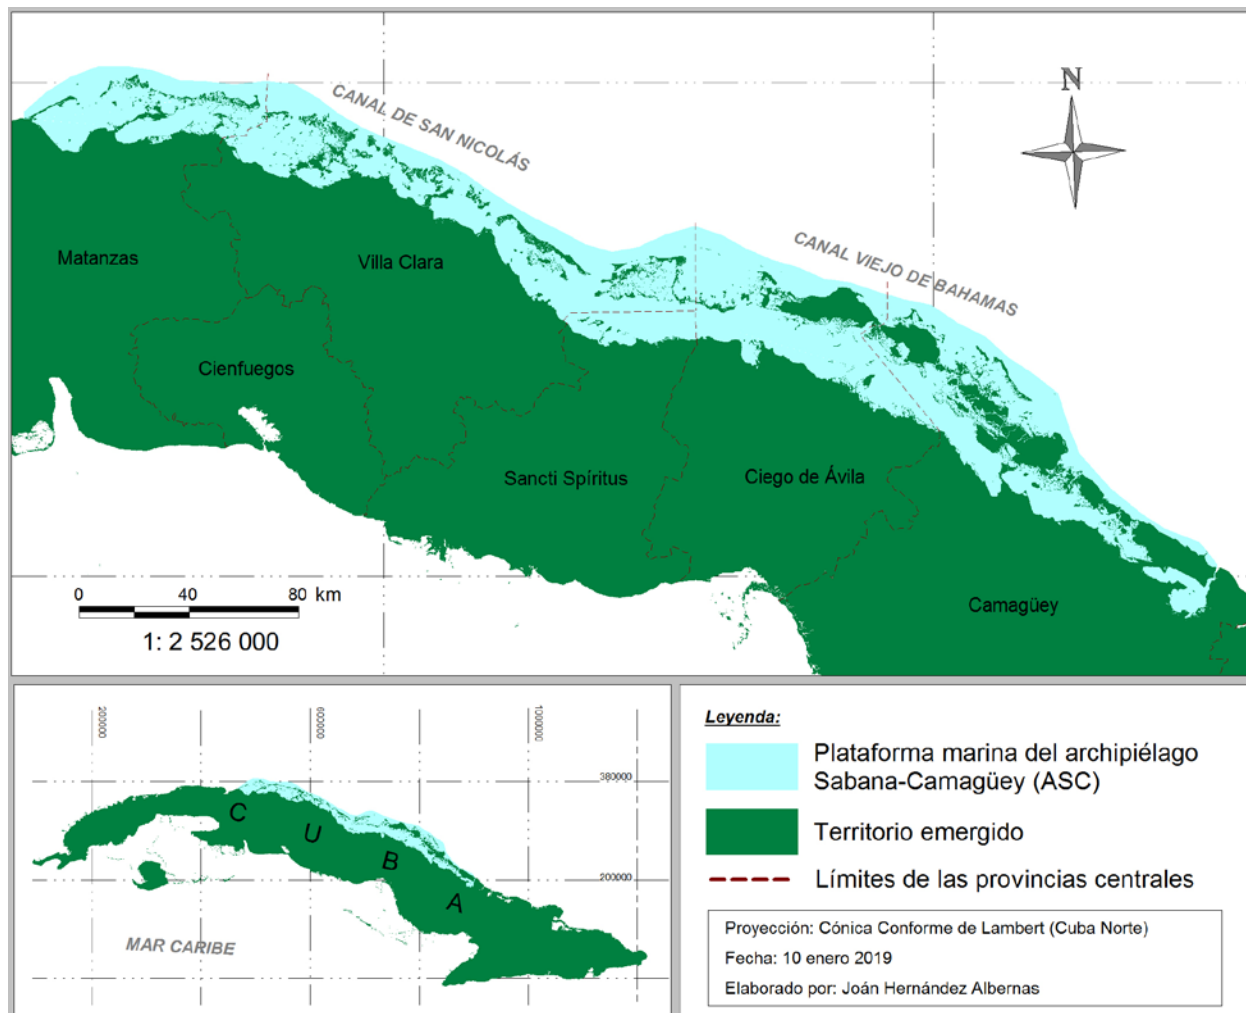 N
CANAL DE SAN NICOLÁS
CANAL VIEJO DE BAHAMAS
Matanzas
Villa Clara
Cienfuegos
Sancti Spíritus
Ciego de Ávila
Camagüey
0 40 80 km
1: 2 526 000
200000
600000
1000000
380000
200000
C U B A
MAR CARIBE
Leyenda:
Plataforma marina del archipiélago
Sabana-Camagüey (ASC)
Territorio emergido
Límites de las provincias centrales
Proyección: Cónica Conforme de Lambert (Cuba Norte)
Fecha: 10 enero 2019
Elaborado por: Joán Hernández Albernas